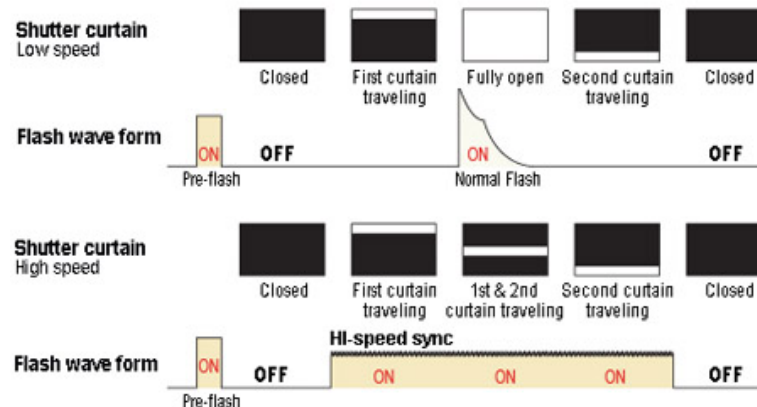 Shutter curtain
Low speed
Closed
First curtain
traveling
Fully open
Second curtain
traveling
Closed
Flash wave form
ON
OFF
ON
OFF
Pre-flash
Normal Flash
Shutter curtain
High speed
Closed
First curtain
traveling
1st & 2nd
curtain traveling
Second curtain
traveling
Closed
HI-speed sync
Flash wave form
ON
OFF
ON
ON
ON
OFF
Pre-flash